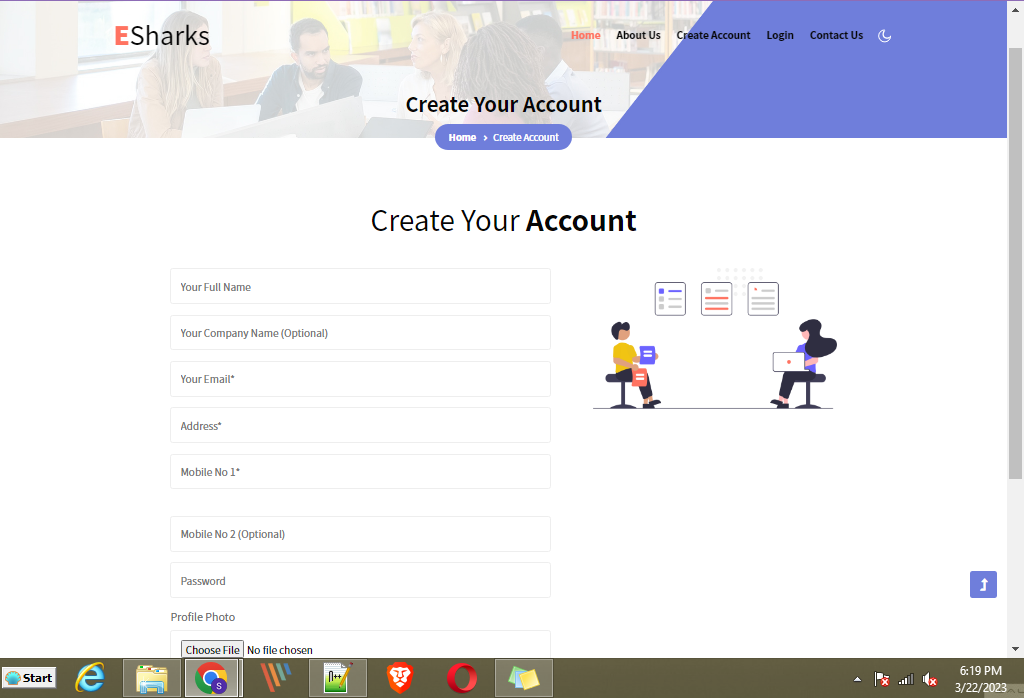 ESharks
Home About Us Create Account Login Contact Us
Create Your Account
Home › Create Account
Create Your Account
Your Full Name
Your Company Name (Optional)
Your Email*
Address*
Mobile No 1*
Mobile No 2 (Optional)
Password
Profile Photo
Choose File No file chosen
Start
S
n++
6:19 PM
3/22/2023